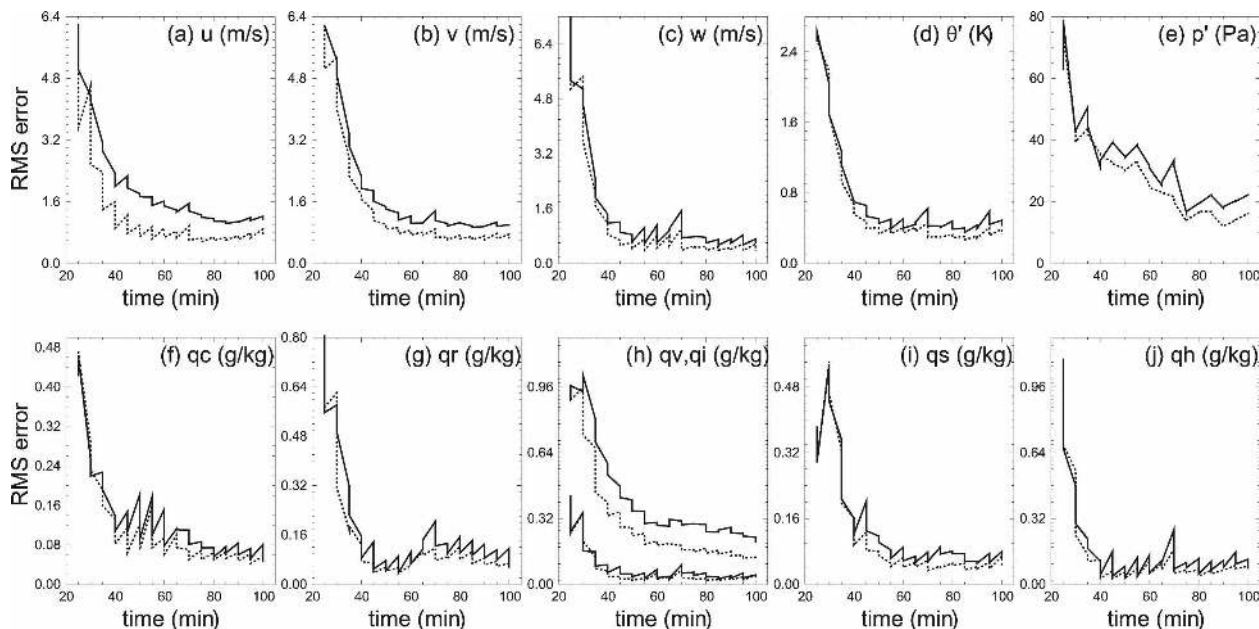 (a) u (m/s)
(b) v (m/s)
(c) w (m/s)
(d) θ' (K)
(e) p' (Pa)
RMS error
6.4
4.8
3.2
1.6
0.0
6.4
4.8
3.2
1.6
0.0
6.4
4.8
3.2
1.6
0.0
2.4
1.6
0.8
0.0
80
60
40
20
0
20 40 60 80 100
20 40 60 80 100
20 40 60 80 100
20 40 60 80 100
20 40 60 80 100
time (min)
time (min)
time (min)
time (min)
time (min)
(f) qc (g/kg)
(g) qr (g/kg)
(h) qv,qi (g/kg)
(i) qs (g/kg)
(j) qh (g/kg)
RMS error
0.48
0.40
0.32
0.24
0.16
0.08
0.00
0.80
0.64
0.48
0.32
0.16
0.00
0.96
0.64
0.32
0.00
0.48
0.32
0.16
0.00
0.96
0.64
0.32
0.00
20 40 60 80 100
20 40 60 80 100
20 40 60 80 100
20 40 60 80 100
20 40 60 80 100
time (min)
time (min)
time (min)
time (min)
time (min)